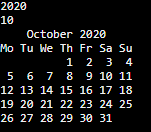 2020
10
    October 2020
Mo Tu We Th Fr Sa Su
          1  2  3  4
 5  6  7  8  9 10 11
12 13 14 15 16 17 18
19 20 21 22 23 24 25
26 27 28 29 30 31